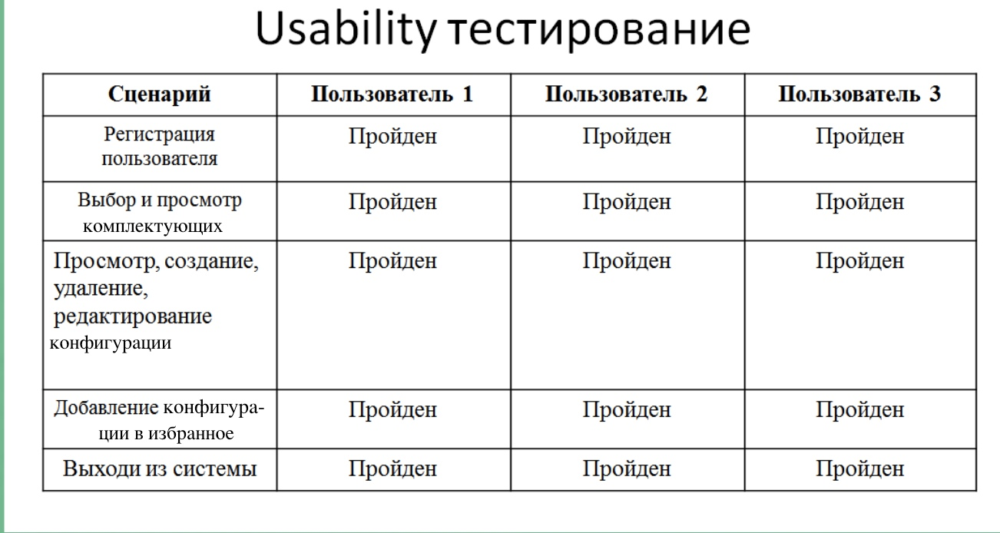 Usability тестирование
Сценарий Пользователь 1 Пользователь 2 Пользователь 3
Регистрация Пройден Пройден Пройден
пользователя
Выбор и просмотр Пройден Пройден Пройден
комплектующих
Просмотр, создание, Пройден Пройден Пройден
удаление,
редактирование
конфигурации
Добавление конфигура- Пройден Пройден Пройден
ции в избранное
Выходи из системы Пройден Пройден Пройден